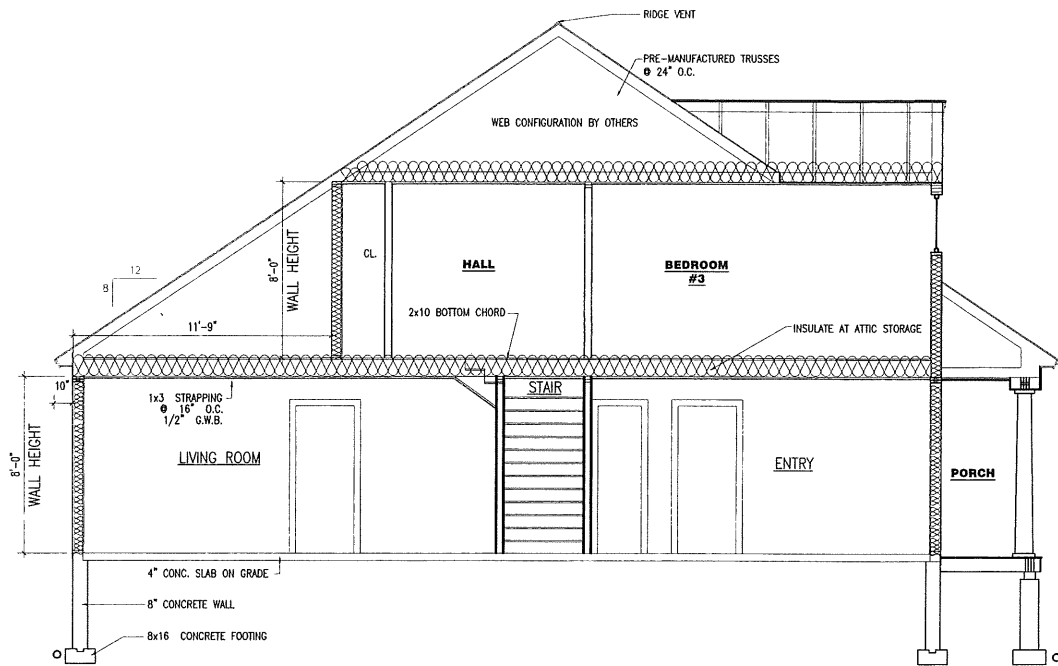 RIDGE VENT
PRE-MANUFACTURED TRUSSES
@ 24" O.C.
WEB CONFIGURATION BY OTHERS
CL.
HALL
BEDROOM
#3
8'-0"
WALL HEIGHT
12
8
11'-9"
2x10 BOTTOM CHORD
INSULATE AT ATTIC STORAGE
10"
1x3 STRAPPING
@ 16" O.C.
1/2" G.W.B.
STAIR
8'-0"
WALL HEIGHT
LIVING ROOM
ENTRY
PORCH
4" CONC. SLAB ON GRADE
8" CONCRETE WALL
8x16 CONCRETE FOOTING